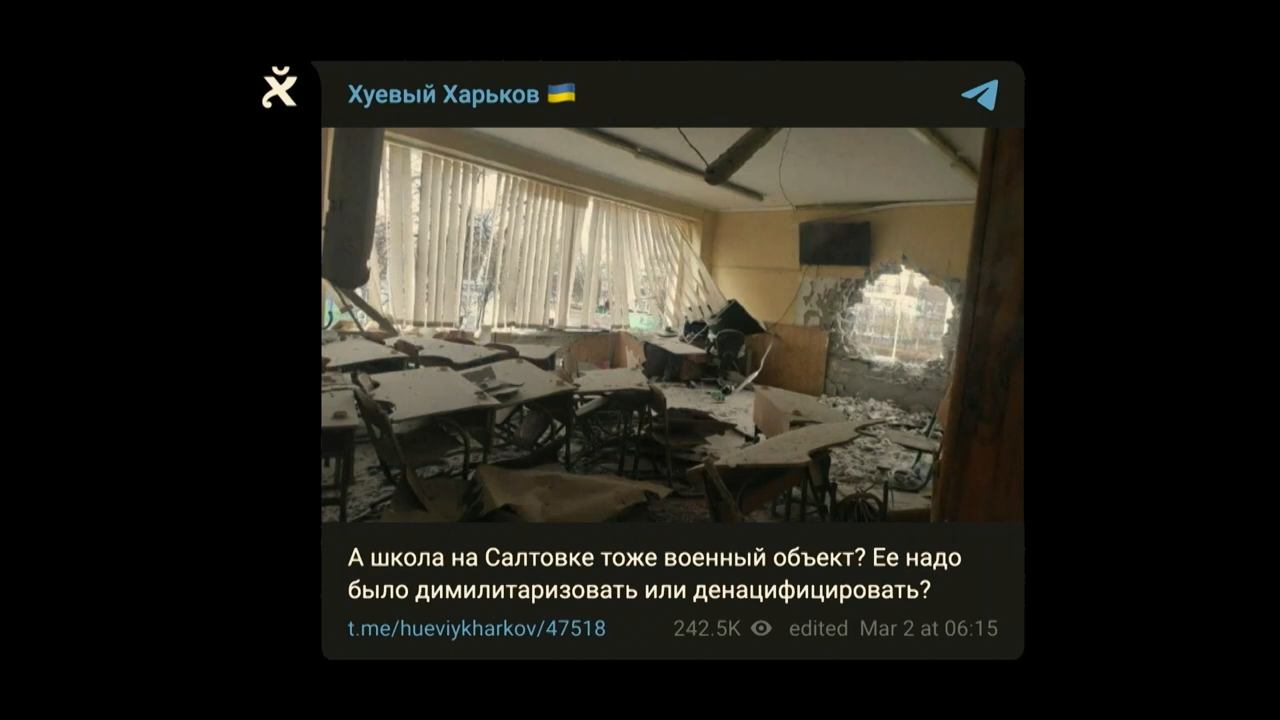 Хуевый Харьков 🇺🇦
А школа на Салтовке тоже военный объект? Ее надо
было димилитаризовать или денацифицировать?
t.me/hueviykharkov/47518 242.5K edited Mar 2 at 06:15